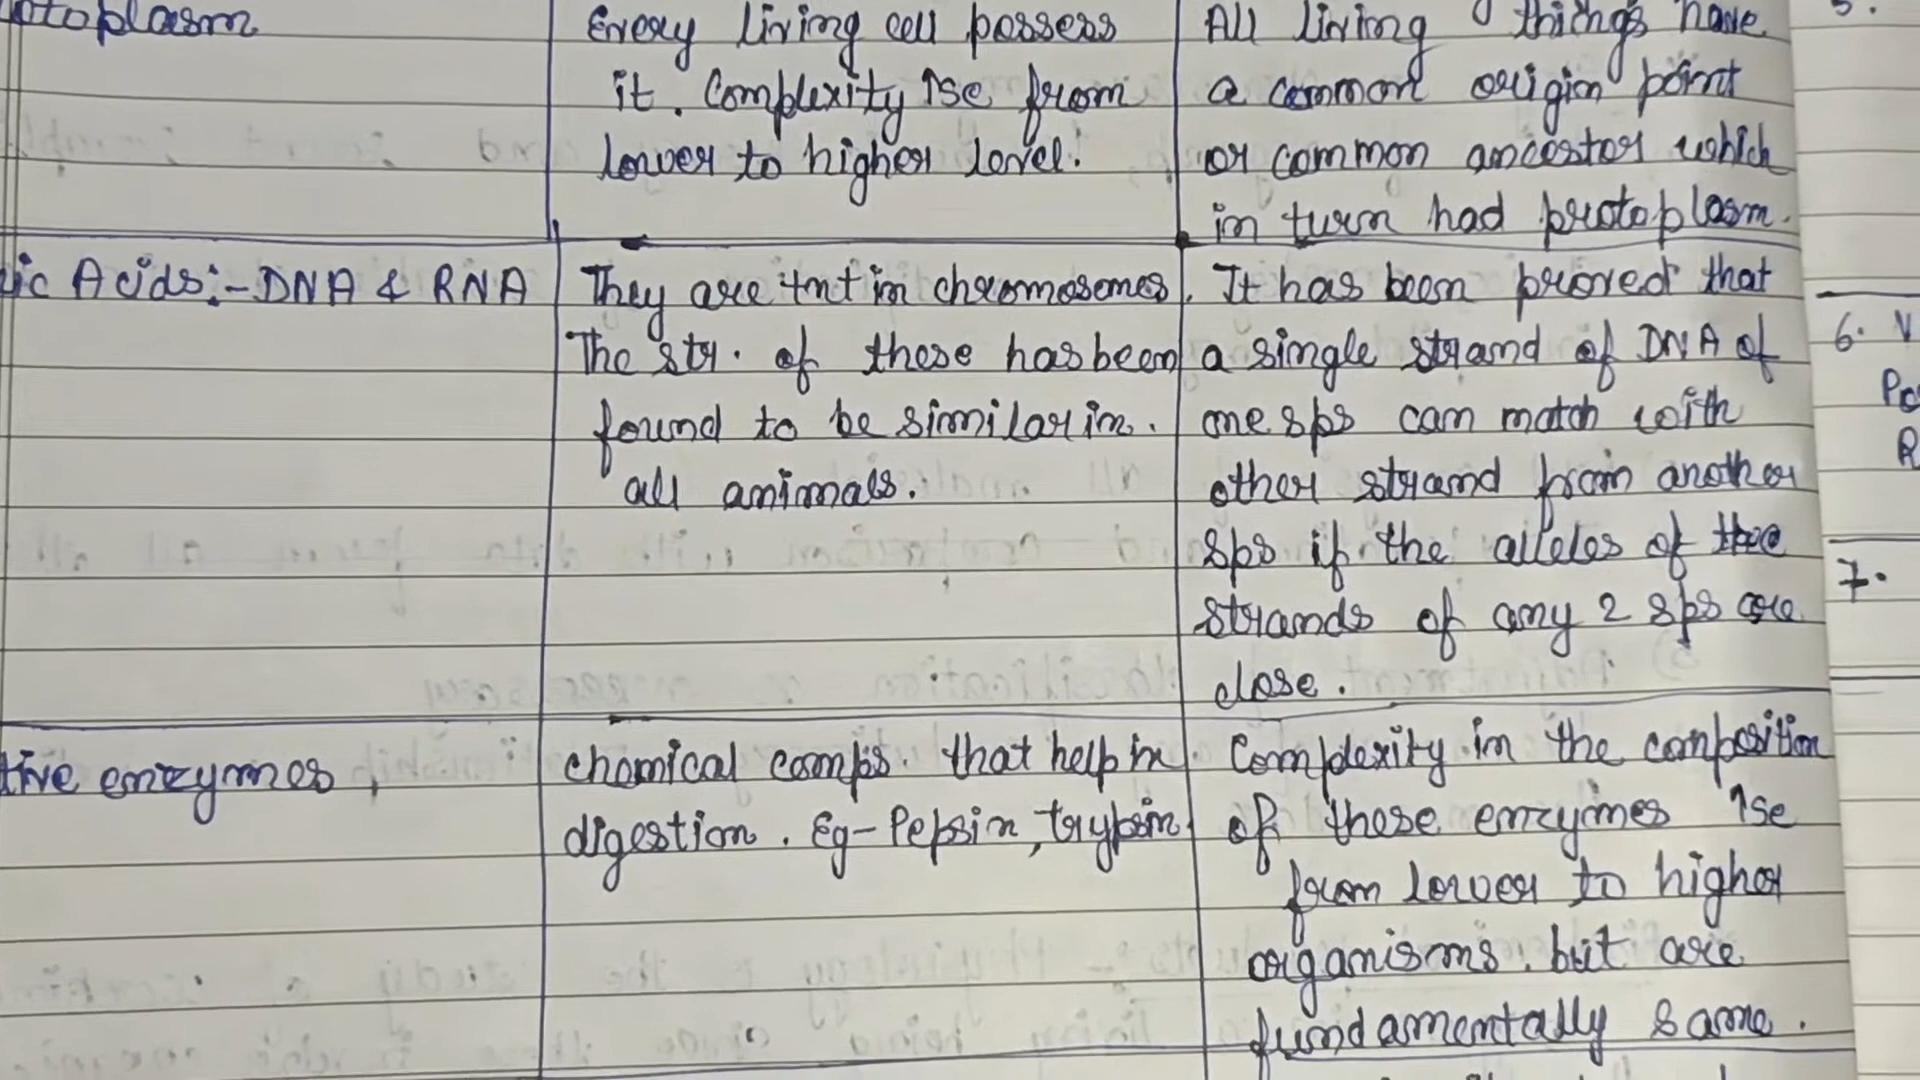 otoplasm
Every living cell possess
it. Complexity ↑se from
lower to higher level.
All living things have
a common origin point
or common ancestor which
in turn had protoplasm.
ic Acids:- DNA & RNA
They are in chromosomes.
The str. of these has been
found to be similar in.
all animals.
It has been proved that
a single strand of DNA of
one sps can match with
other strand from another
sps if the alleles of the
strands of any 2 sps are
close.
tive enzymes,
chemical comps. that help in
digestion. Eg- Pepsin, trypsin
Complexity in the composition
of these enzymes ↑se
from lower to higher
organisms. but are
fundamentally same.
5.
6. V
Po
R
7.